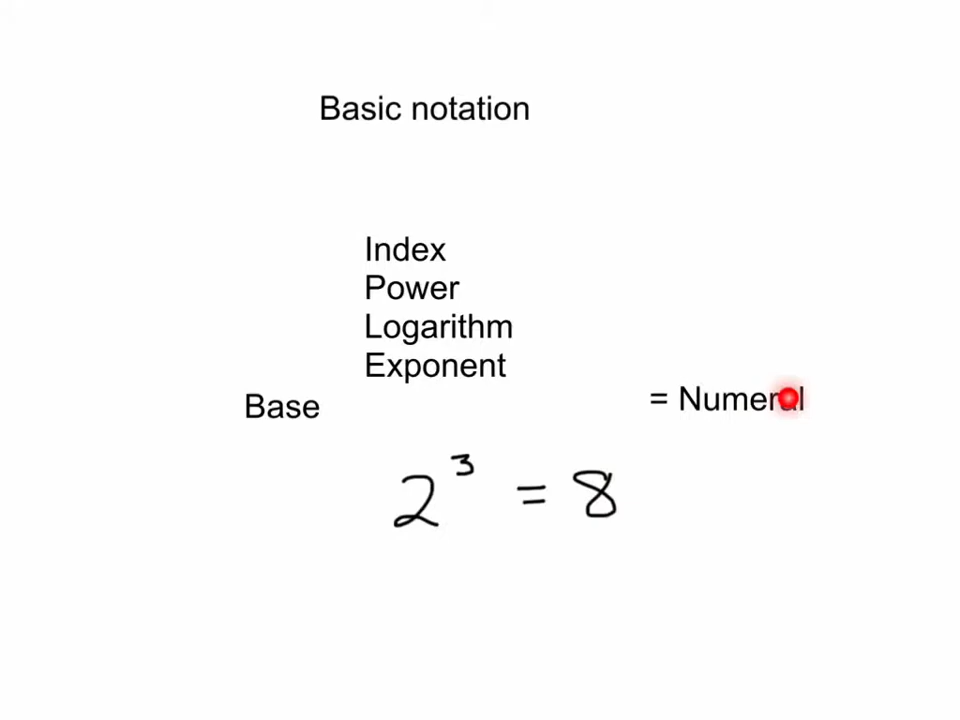 Basic notation
Index
Power
Logarithm
Exponent
Base
= Numeral
2³ = 8